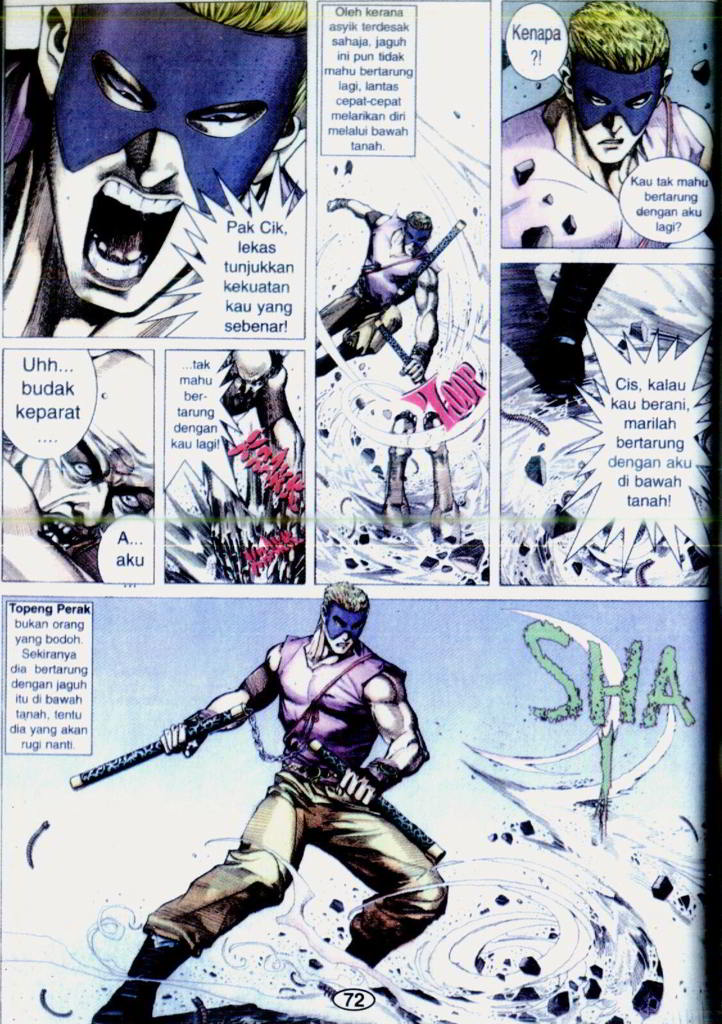 Pak Cik,
lekas
tunjukkan
kekuatan
kau yang
sebenar!
Uhh...
budak
keparat
....
A...
aku
...
...tak
mahu
ber-
tarung
dengan
kau lagi!
Oleh kerana
asyik terdesak
sahaja, jaguh
ini pun tidak
mahu bertarung
lagi, lantas
cepat-cepat
melarikan diri
melalui bawah
tanah.
Kenapa
?!
Kau tak mahu
bertarung
dengan aku
lagi?
Cis, kalau
kau berani,
marilah
bertarung
dengan aku
di bawah
tanah!
Topeng Perak
bukan orang
yang bodoh.
Sekiranya
dia bertarung
dengan jaguh
itu di bawah
tanah, tentu
dia yang akan
rugi nanti.
SHA
72